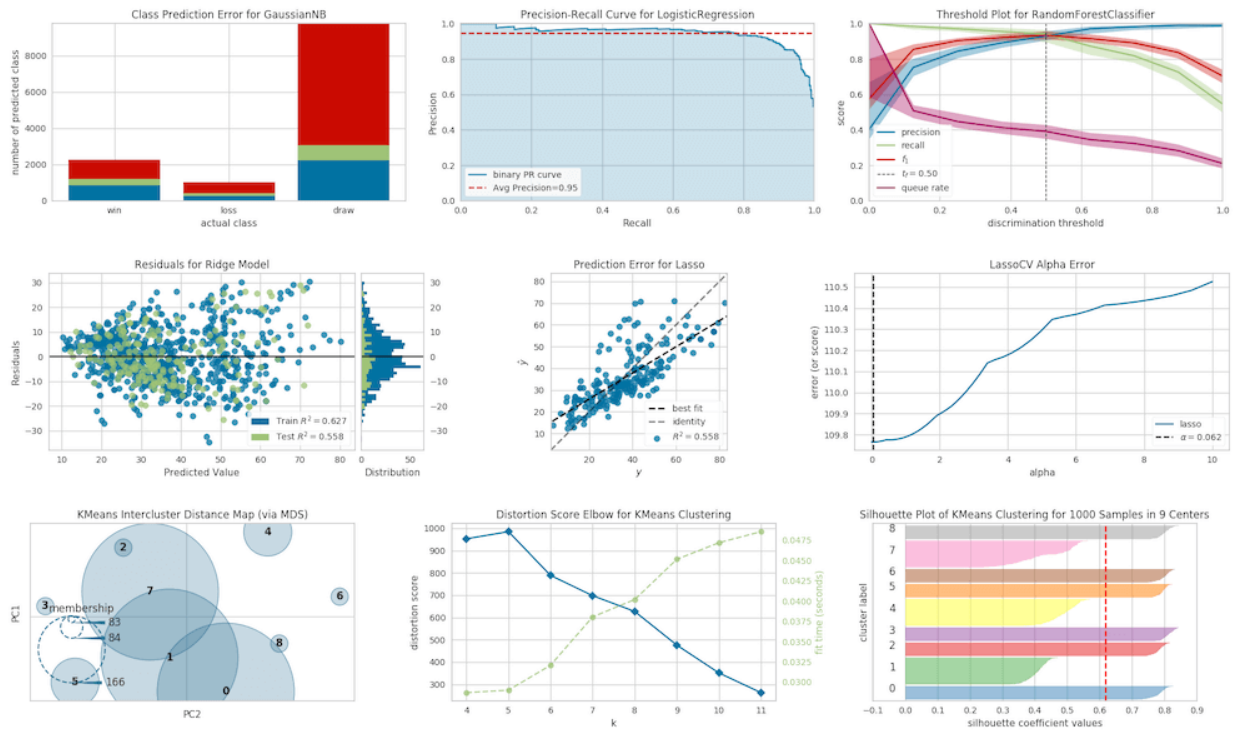 Class Prediction Error for GaussianNB
number of predicted class
8000
6000
4000
2000
0
win loss draw
actual class
Precision-Recall Curve for LogisticRegression
Precision
1.0
0.8
0.6
0.4
0.2
0.0
binary PR curve
Avg Precision=0.95
0.0 0.2 0.4 0.6 0.8 1.0
Recall
Threshold Plot for RandomForestClassifier
score
1.0
0.8
0.6
0.4
0.2
0.0
precision
recall
f1
tf=0.50
queue rate
0.0 0.2 0.4 0.6 0.8 1.0
discrimination threshold
Residuals for Ridge Model
Residuals
30
20
10
0
−10
−20
−30
Train R² = 0.627
Test R² = 0.558
10 20 30 40 50 60 70 80
Predicted Value
30
20
10
0
−10
−20
−30
0 50
Distribution
Prediction Error for Lasso
ŷ
80
70
60
50
40
30
20
10
best fit
identity
R² = 0.558
20 40 60 80
y
LassoCV Alpha Error
error (or score)
110.5
110.4
110.3
110.2
110.1
110.0
109.9
109.8
lasso
α = 0.062
0 2 4 6 8 10
alpha
KMeans Intercluster Distance Map (via MDS)
PC1
4
2
7
6
3
membership
83
84
8
1
5
166
0
PC2
Distortion Score Elbow for KMeans Clustering
distortion score
1000
900
800
700
600
500
400
300
4 5 6 7 8 9 10 11
k
0.0475
0.0450
0.0425
0.0400
0.0375
0.0350
0.0325
0.0300
fit time (seconds)
Silhouette Plot of KMeans Clustering for 1000 Samples in 9 Centers
cluster label
8
7
6
5
4
3
2
1
0
−0.1 0.0 0.1 0.2 0.3 0.4 0.5 0.6 0.7 0.8 0.9
silhouette coefficient values